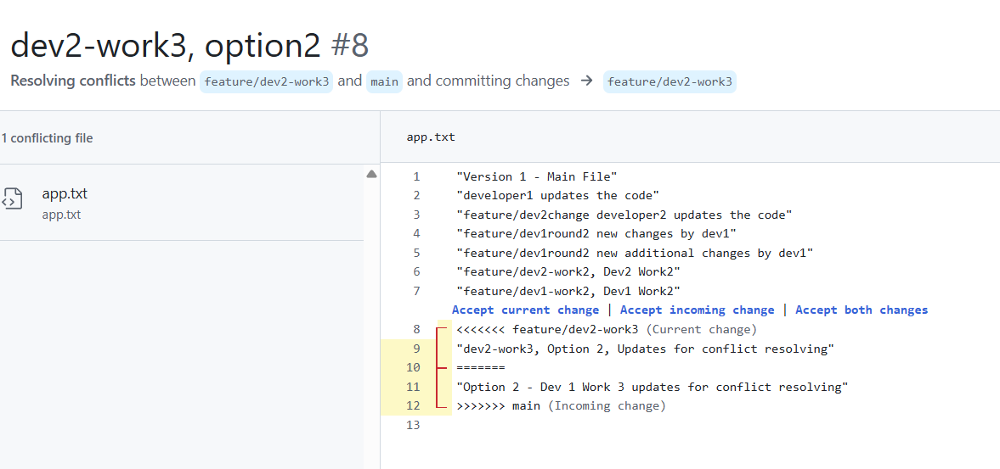 dev2-work3, option2 #8
Resolving conflicts between feature/dev2-work3 and main and committing changes → feature/dev2-work3
1 conflicting file
app.txt
app.txt
app.txt
1 "Version 1 - Main File"
2 "developer1 updates the code"
3 "feature/dev2change developer2 updates the code"
4 "feature/dev1round2 new changes by dev1"
5 "feature/dev1round2 new additional changes by dev1"
6 "feature/dev2-work2, Dev2 Work2"
7 "feature/dev1-work2, Dev1 Work2"
Accept current change | Accept incoming change | Accept both changes
8 <<<<<<< feature/dev2-work3 (Current change)
9 "dev2-work3, Option 2, Updates for conflict resolving"
10 =======
11 "Option 2 - Dev 1 Work 3 updates for conflict resolving"
12 >>>>>>> main (Incoming change)
13